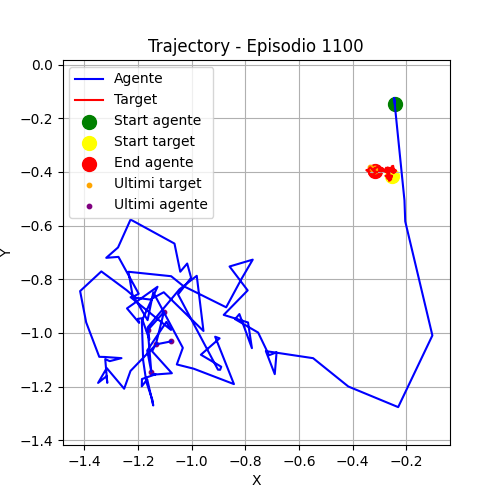 Trajectory - Episodio 1100
0.0
−0.2
−0.4
−0.6
−0.8
−1.0
−1.2
−1.4
Y
Agente
Target
Start agente
Start target
End agente
Ultimi target
Ultimi agente
−1.4 −1.2 −1.0 −0.8 −0.6 −0.4 −0.2
X